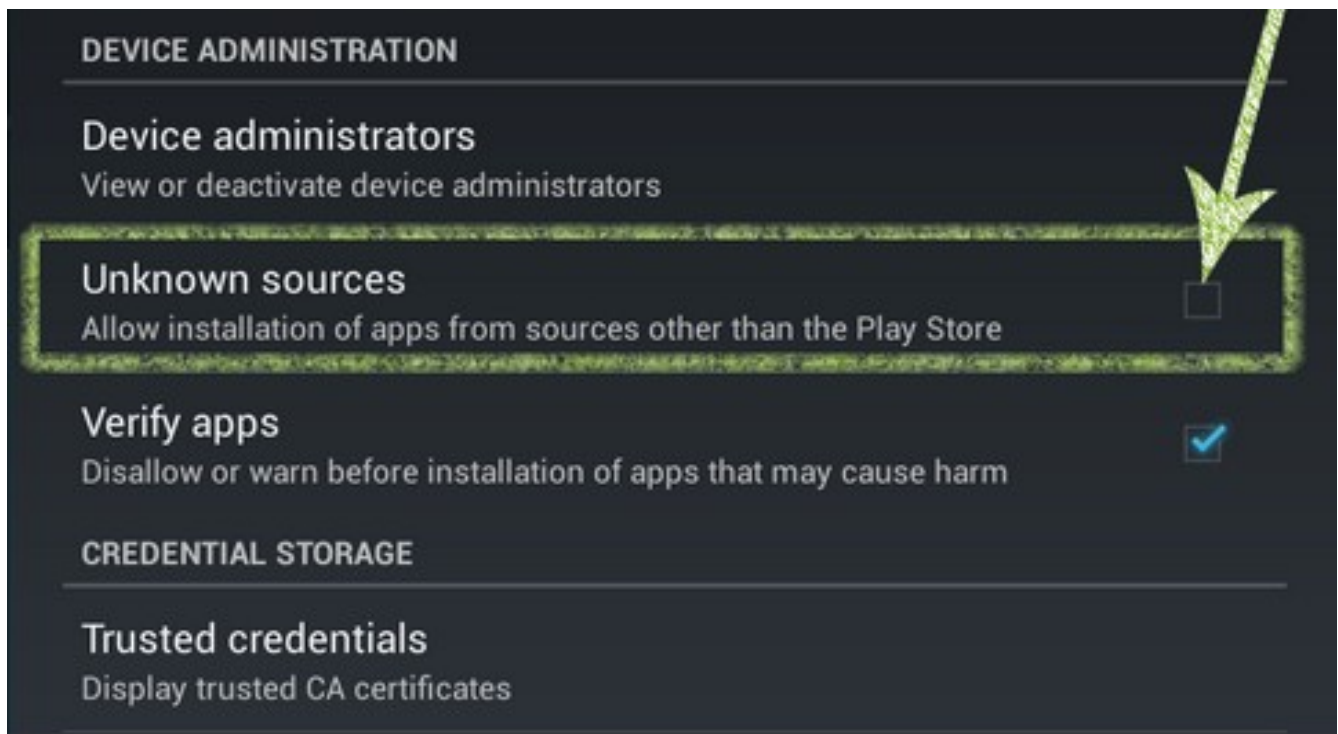 DEVICE ADMINISTRATION
Device administrators
View or deactivate device administrators
Unknown sources
Allow installation of apps from sources other than the Play Store
Verify apps
Disallow or warn before installation of apps that may cause harm
CREDENTIAL STORAGE
Trusted credentials
Display trusted CA certificates